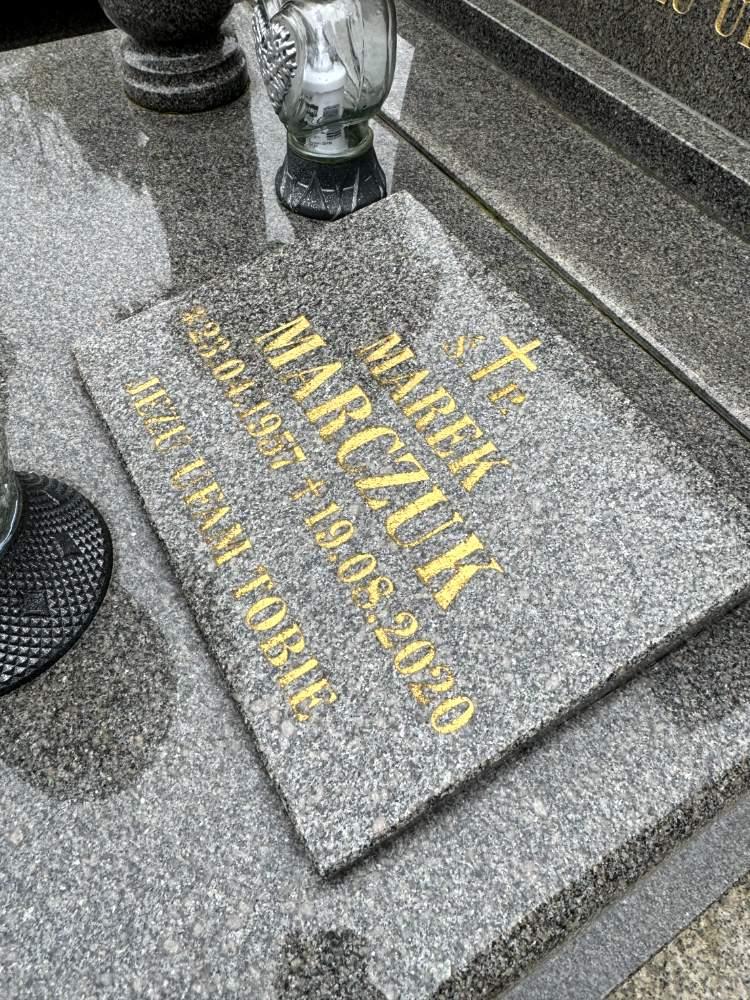 Ś † P.
MAREK
MARCZUK
*23.04.1957 †19.08.2020
JEZU UFAM TOBIE